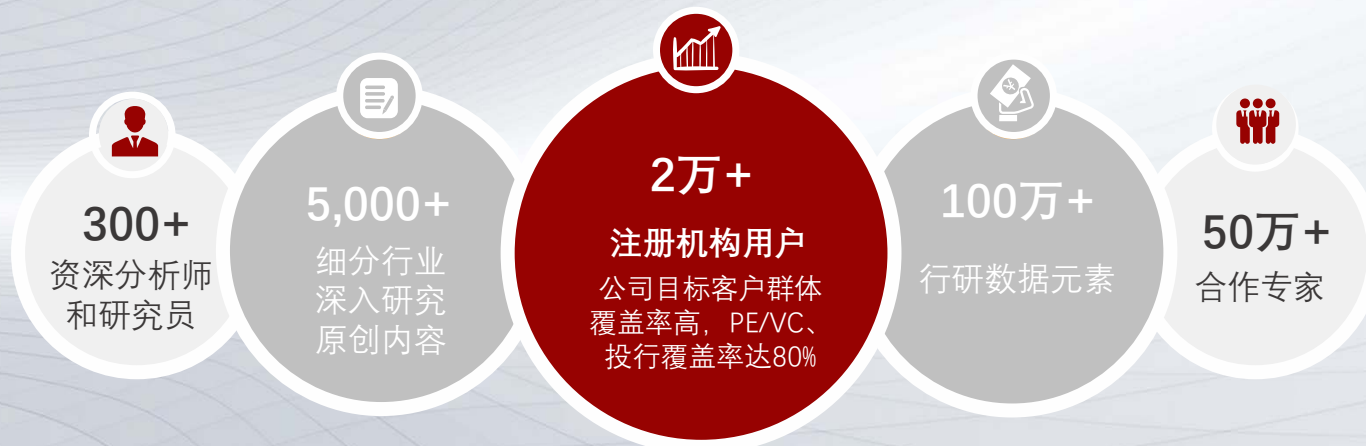 300+
资深分析师
和研究员
5,000+
细分行业
深入研究
原创内容
2万+
注册机构用户
公司目标客户群体
覆盖率高，PE/VC、
投行覆盖率达80%
100万+
行研数据元素
50万+
合作专家